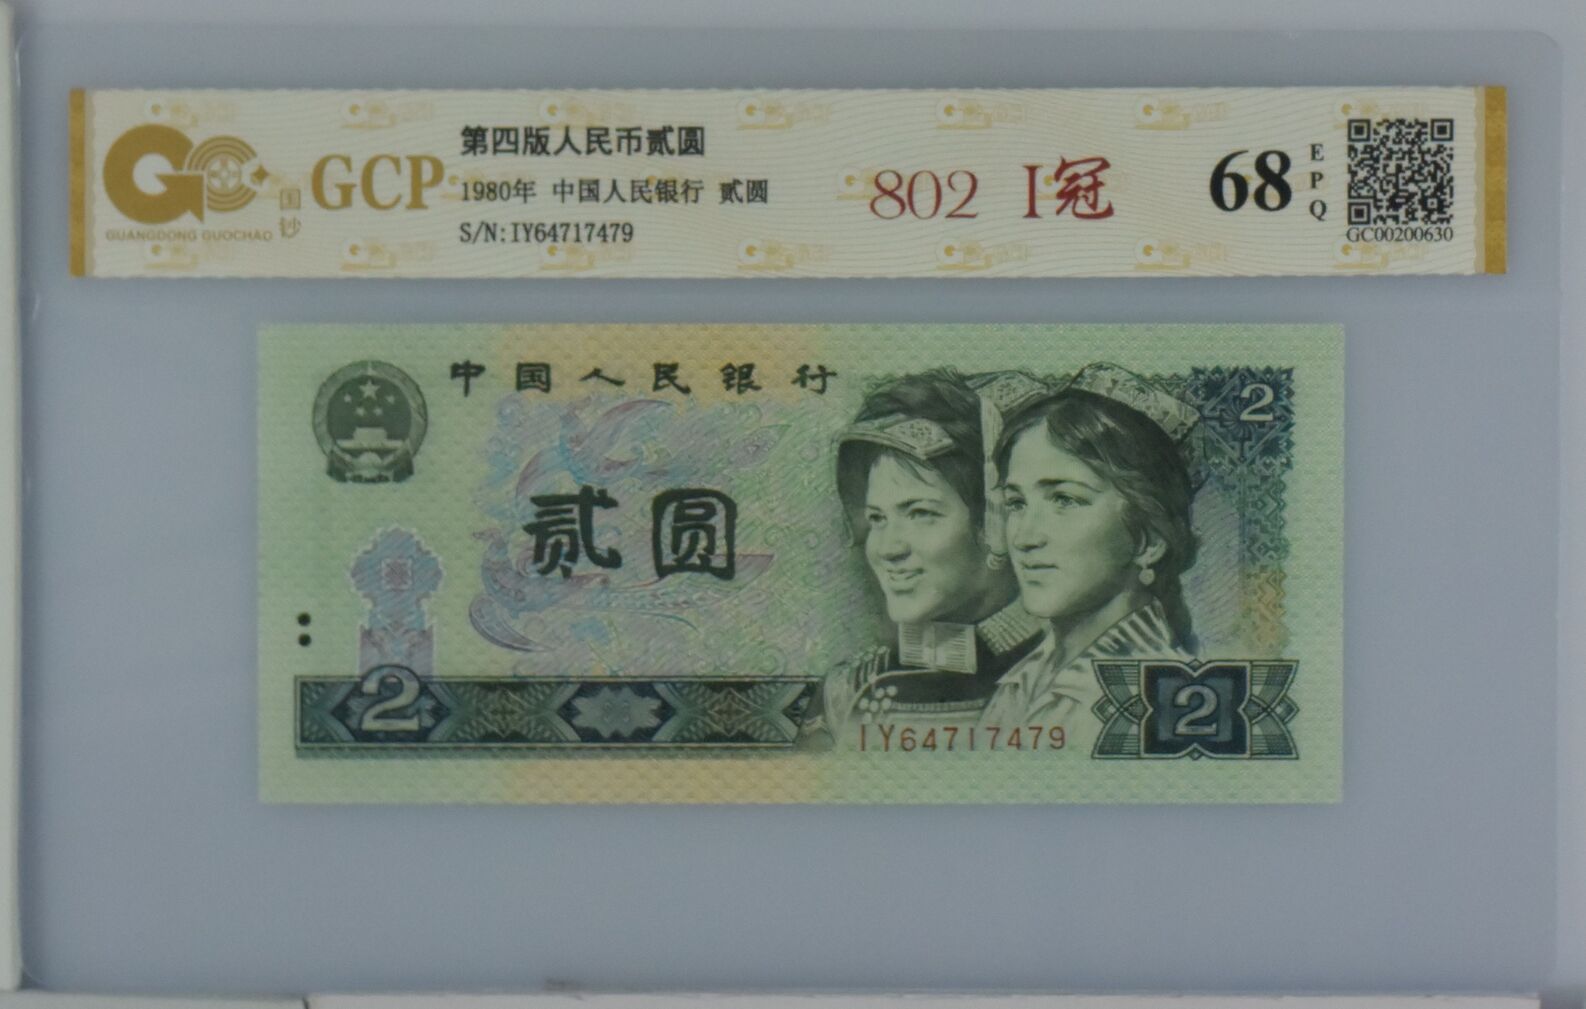 GUANGDONG GUOCHAO
国钞
GCP
第四版人民币贰圆
1980年 中国人民银行 贰圆
S/N:IY64717479
802 I冠
68
EPQ
GC00200630
中国人民银行
贰圆
2
2
2
IY64717479